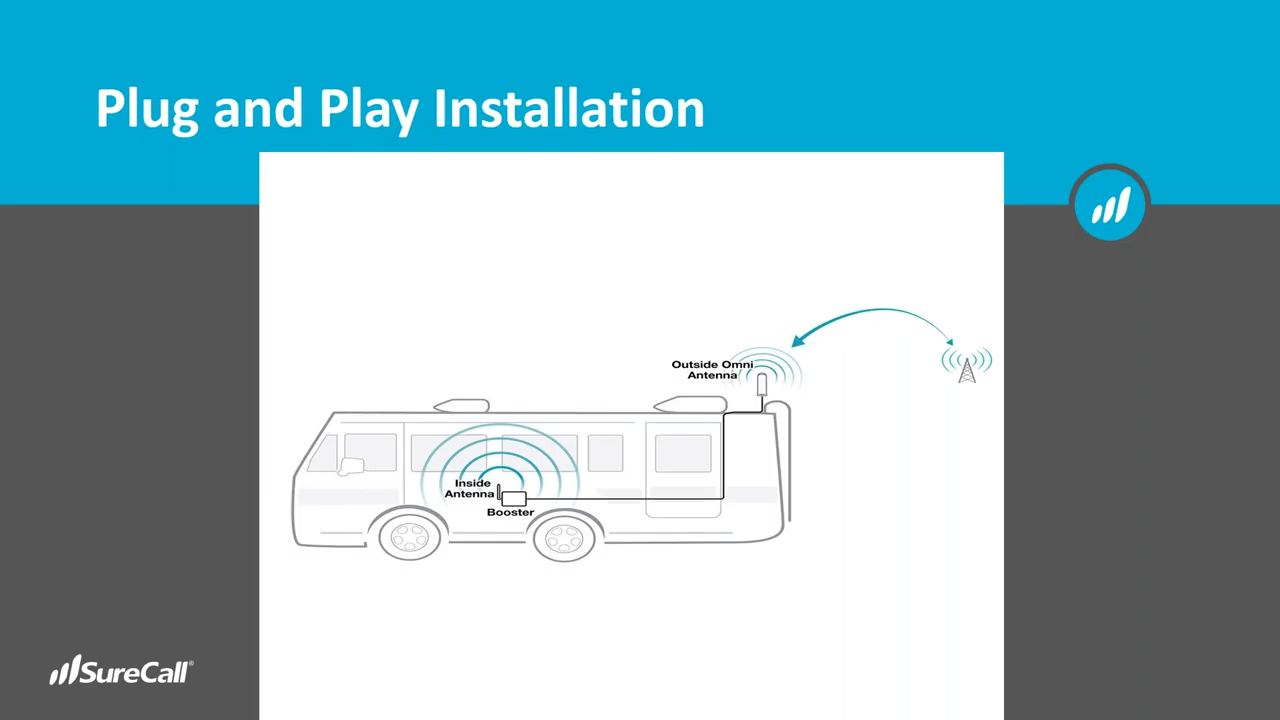 Plug and Play Installation
Outside Omni
Antenna
Inside
Antenna
Booster
SureCall®